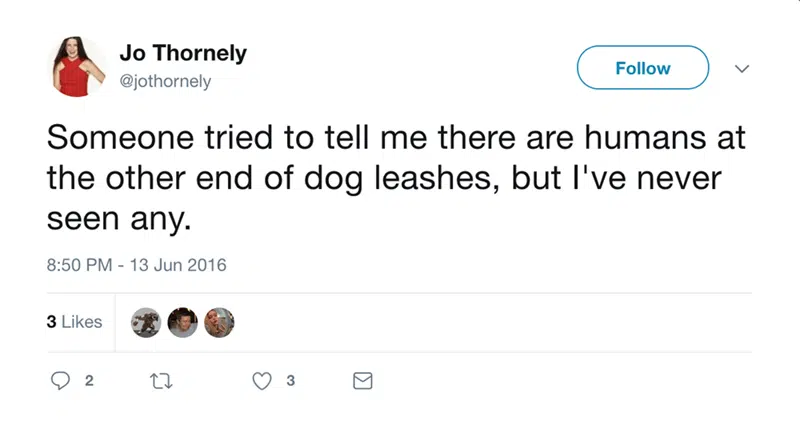 Jo Thornely
@jothornely
Follow
Someone tried to tell me there are humans at
the other end of dog leashes, but I've never
seen any.
8:50 PM - 13 Jun 2016
3 Likes
2
3